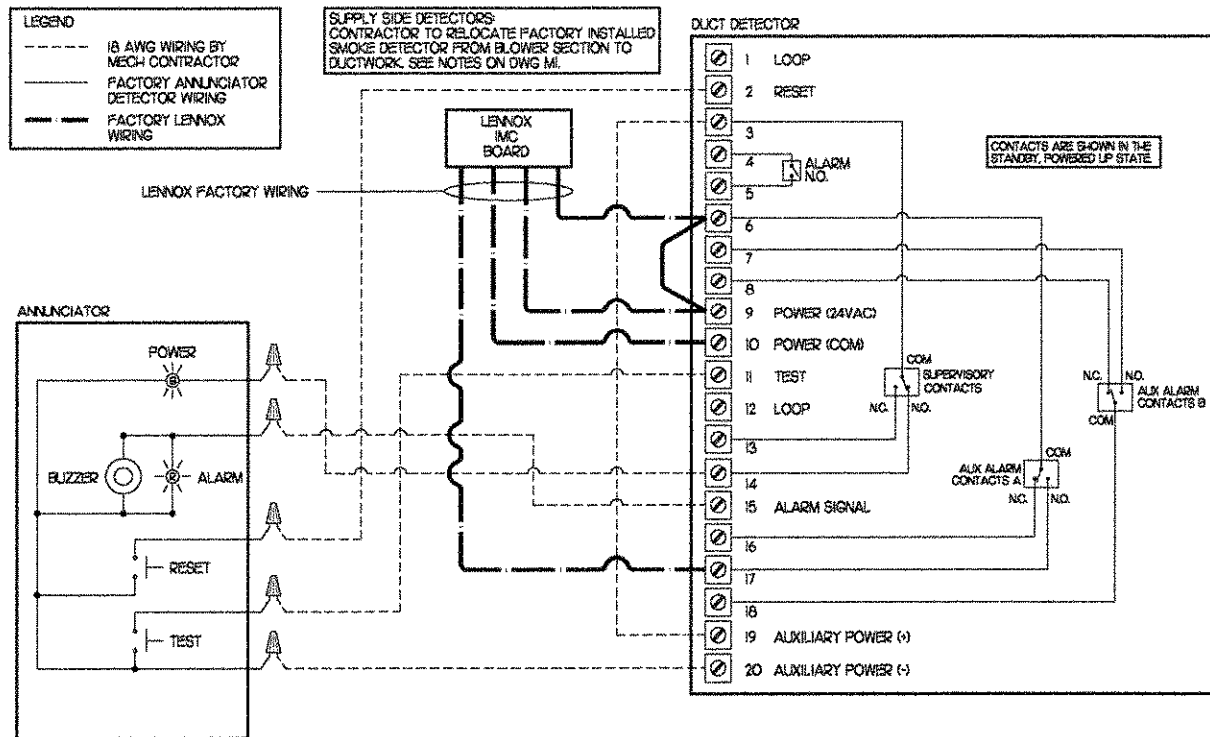 LEGEND
18 AWG WIRING BY
MECH CONTRACTOR
FACTORY ANNUNCIATOR
DETECTOR WIRING
FACTORY LENNOX
WIRING
SUPPLY SIDE DETECTORS:
CONTRACTOR TO RELOCATE FACTORY INSTALLED
SMOKE DETECTOR FROM BLOWER SECTION TO
DUCTWORK. SEE NOTES ON DWG M1.
LENNOX
IMC
BOARD
LENNOX FACTORY WIRING
DUCT DETECTOR
CONTACTS ARE SHOWN IN THE
STANDBY, POWERED UP STATE.
1 LOOP
2 RESET
3
4
5
ALARM
N.O.
6
7
8
9 POWER (24VAC)
10 POWER (COM)
11 TEST
12 LOOP
13
14
15 ALARM SIGNAL
16
17
18
19 AUXILIARY POWER (+)
20 AUXILIARY POWER (-)
COM
SUPERVISORY
CONTACTS
N.C. N.O.
N.C. N.O.
AUX ALARM
CONTACTS B
COM
COM
AUX ALARM
CONTACTS A
N.C. N.O.
ANNUNCIATOR
POWER
BUZZER
ALARM
RESET
TEST